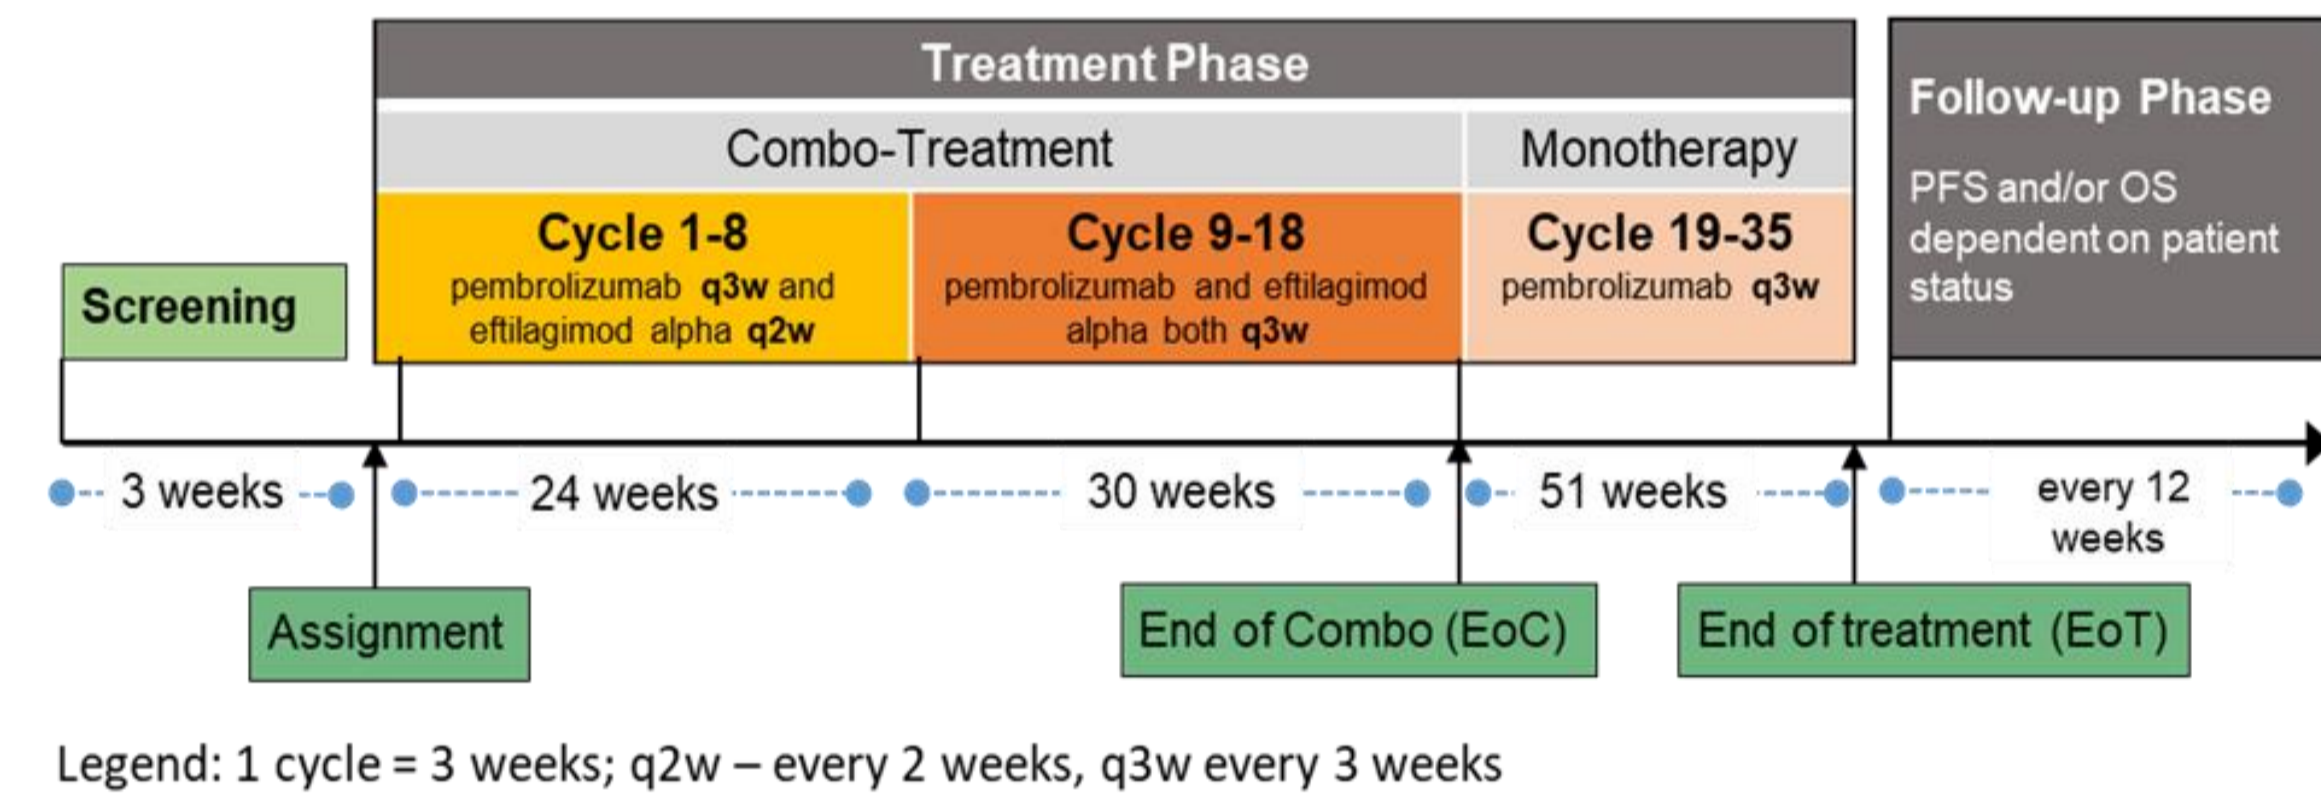 Treatment Phase
Combo-Treatment
Monotherapy
Cycle 1-8
pembrolizumab q3w and
eftilagimod alpha q2w
Cycle 9-18
pembrolizumab and eftilagimod
alpha both q3w
Cycle 19-35
pembrolizumab q3w
Follow-up Phase
PFS and/or OS
dependent on patient
status
Screening
3 weeks
24 weeks
30 weeks
51 weeks
every 12
weeks
Assignment
End of Combo (EoC)
End of treatment (EoT)
Legend: 1 cycle = 3 weeks; q2w – every 2 weeks, q3w every 3 weeks